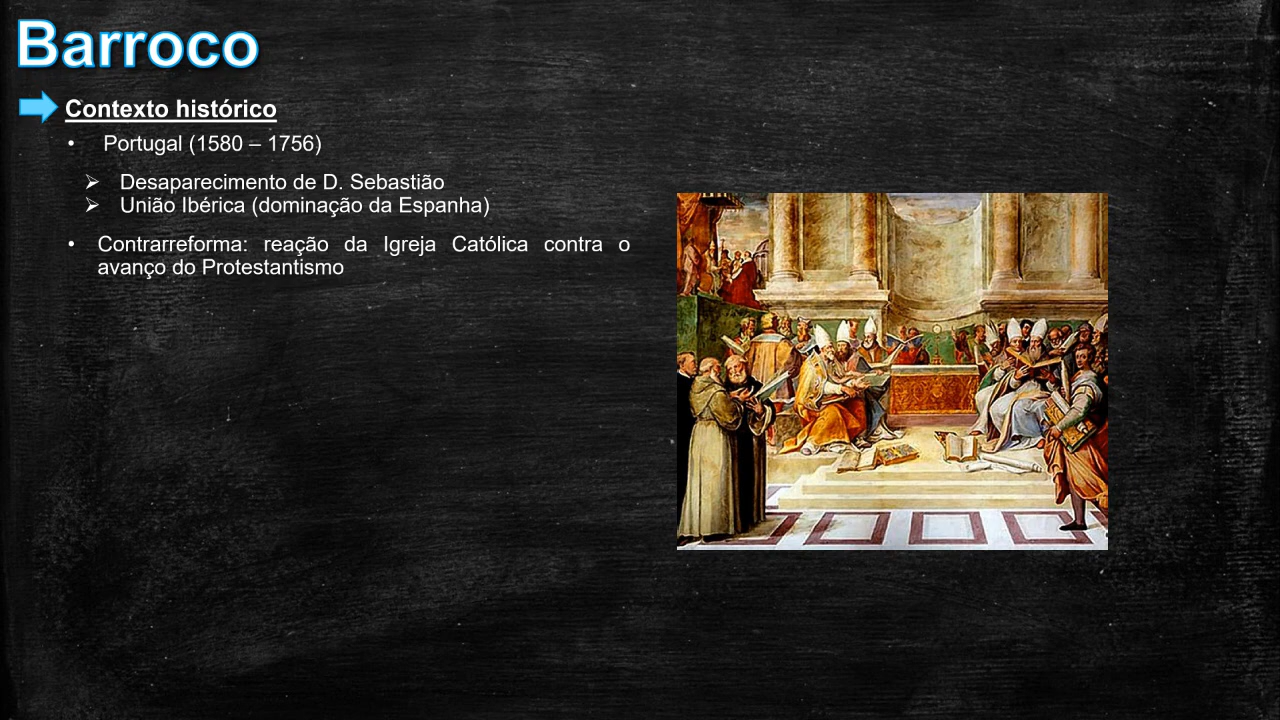 Barroco
Contexto histórico
• Portugal (1580 – 1756)
➢ Desaparecimento de D. Sebastião
➢ União Ibérica (dominação da Espanha)
• Contrarreforma: reação da Igreja Católica contra o
avanço do Protestantismo